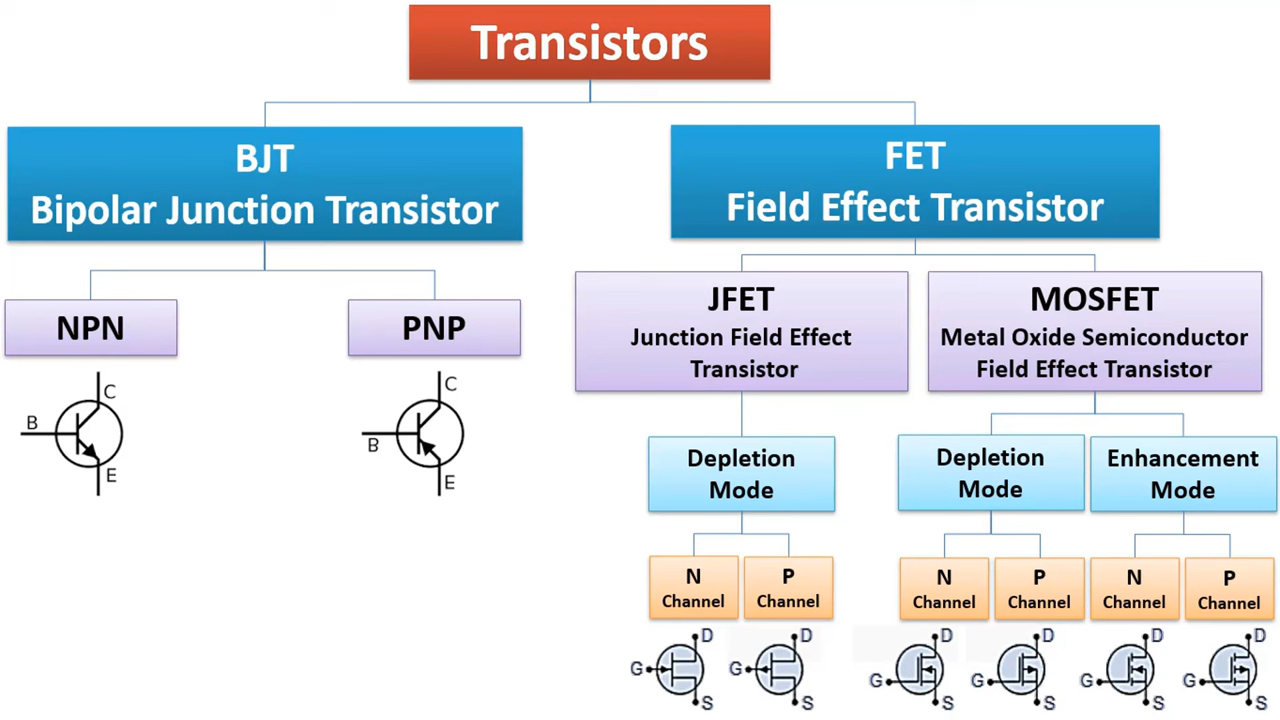 Transistors
BJT
Bipolar Junction Transistor
FET
Field Effect Transistor
NPN
PNP
JFET
Junction Field Effect
Transistor
MOSFET
Metal Oxide Semiconductor
Field Effect Transistor
C
B
E
C
B
E
Depletion
Mode
Depletion
Mode
Enhancement
Mode
N
Channel
P
Channel
N
Channel
P
Channel
N
Channel
P
Channel
D
G
S
D
G
S
D
G
S
D
G
S
D
G
S
D
G
S